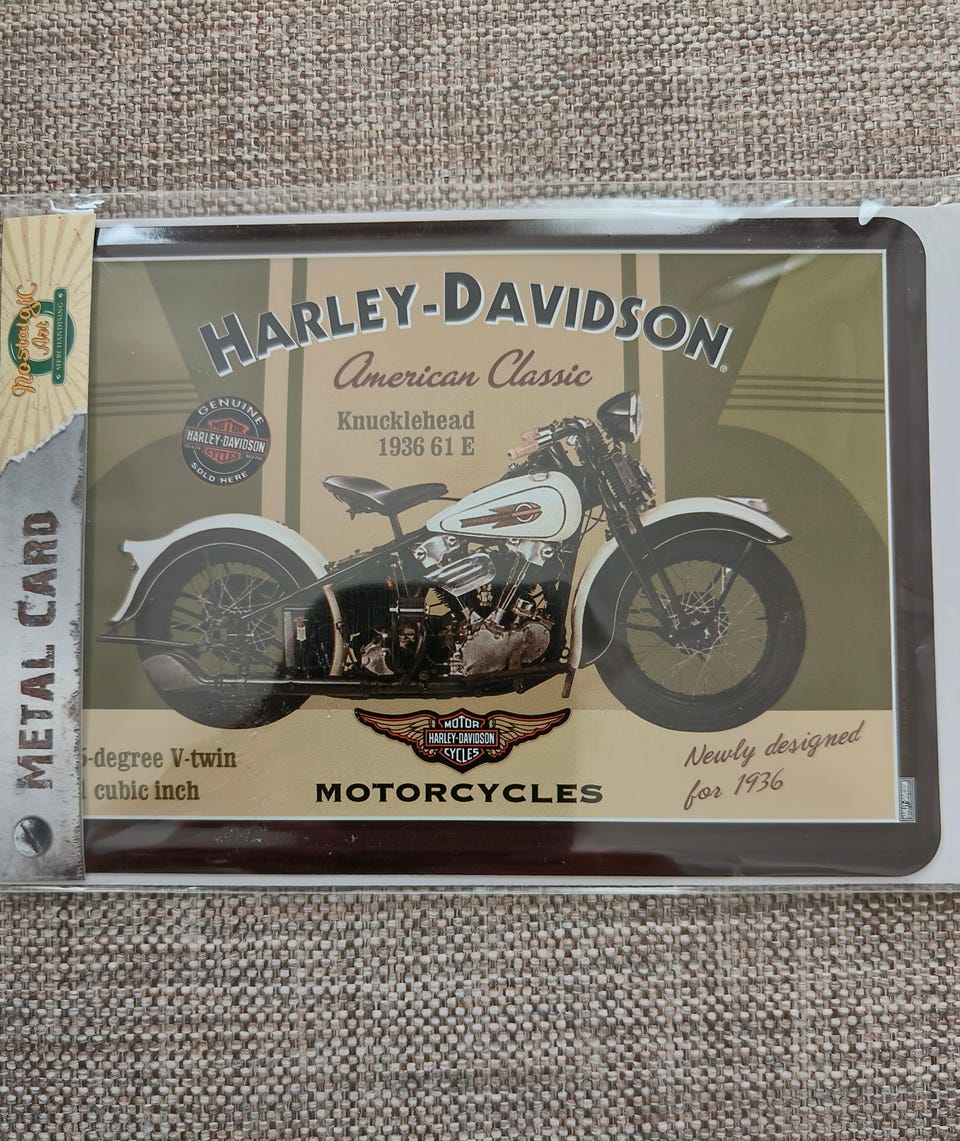 Nostalgic
Art
MERCHANDISING
METAL CARD
HARLEY-DAVIDSON®
American Classic
Knucklehead
1936 61 E
GENUINE
MOTOR
HARLEY-DAVIDSON
CYCLES
SOLD HERE
5-degree V-twin
cubic inch
MOTOR
HARLEY-DAVIDSON
CYCLES
MOTORCYCLES
Newly designed
for 1936